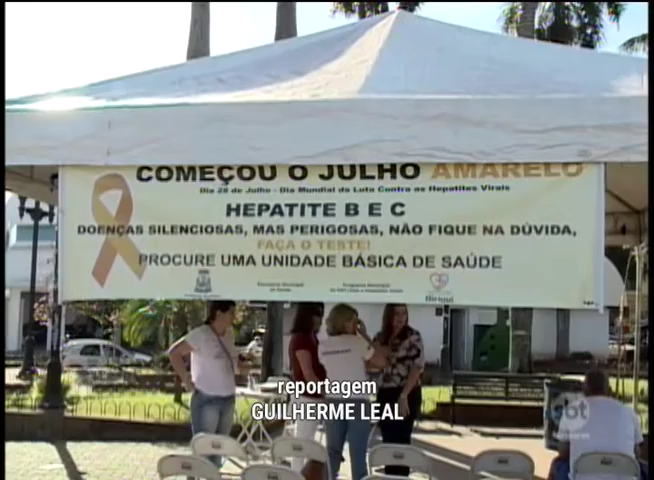 COMEÇOU O JULHO AMARELO
Dia 28 de Julho - Dia Mundial da Luta Contra as Hepatites Virais
HEPATITE B E C
DOENÇAS SILENCIOSAS, MAS PERIGOSAS, NÃO FIQUE NA DÚVIDA,
FAÇA O TESTE!
PROCURE UMA UNIDADE BÁSICA DE SAÚDE
Birigui
reportagem
GUILHERME LEAL
sbt